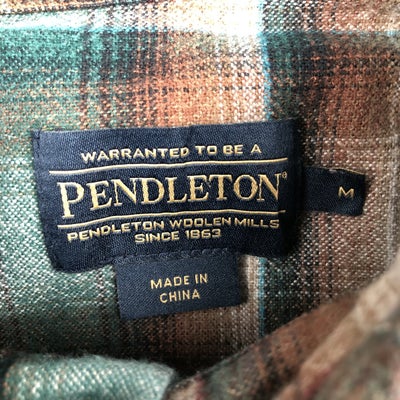 WARRANTED TO BE A
PENDLETON®
PENDLETON WOOLEN MILLS
SINCE 1863
M
MADE IN
CHINA